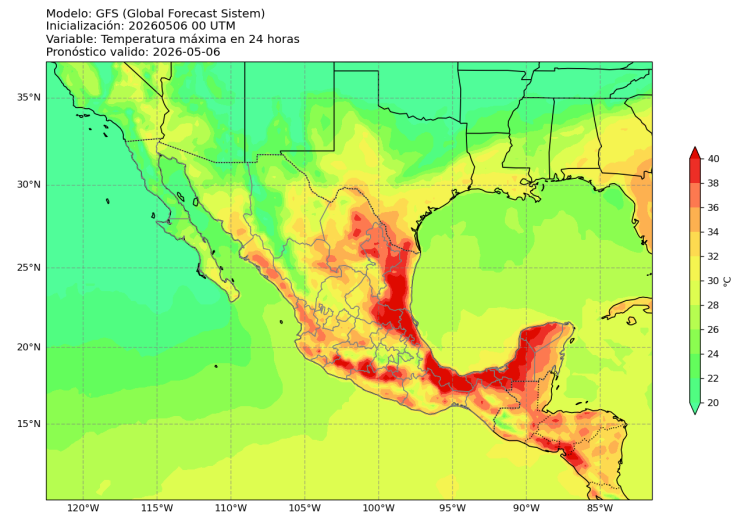 Modelo: GFS (Global Forecast Sistem)
Inicialización: 20260506 00 UTM
Variable: Temperatura máxima en 24 horas
Pronóstico valido: 2026-05-06
35°N
30°N
25°N
20°N
15°N
120°W 115°W 110°W 105°W 100°W 95°W 90°W 85°W
40
38
36
34
32
30
28
26
24
22
20
°C